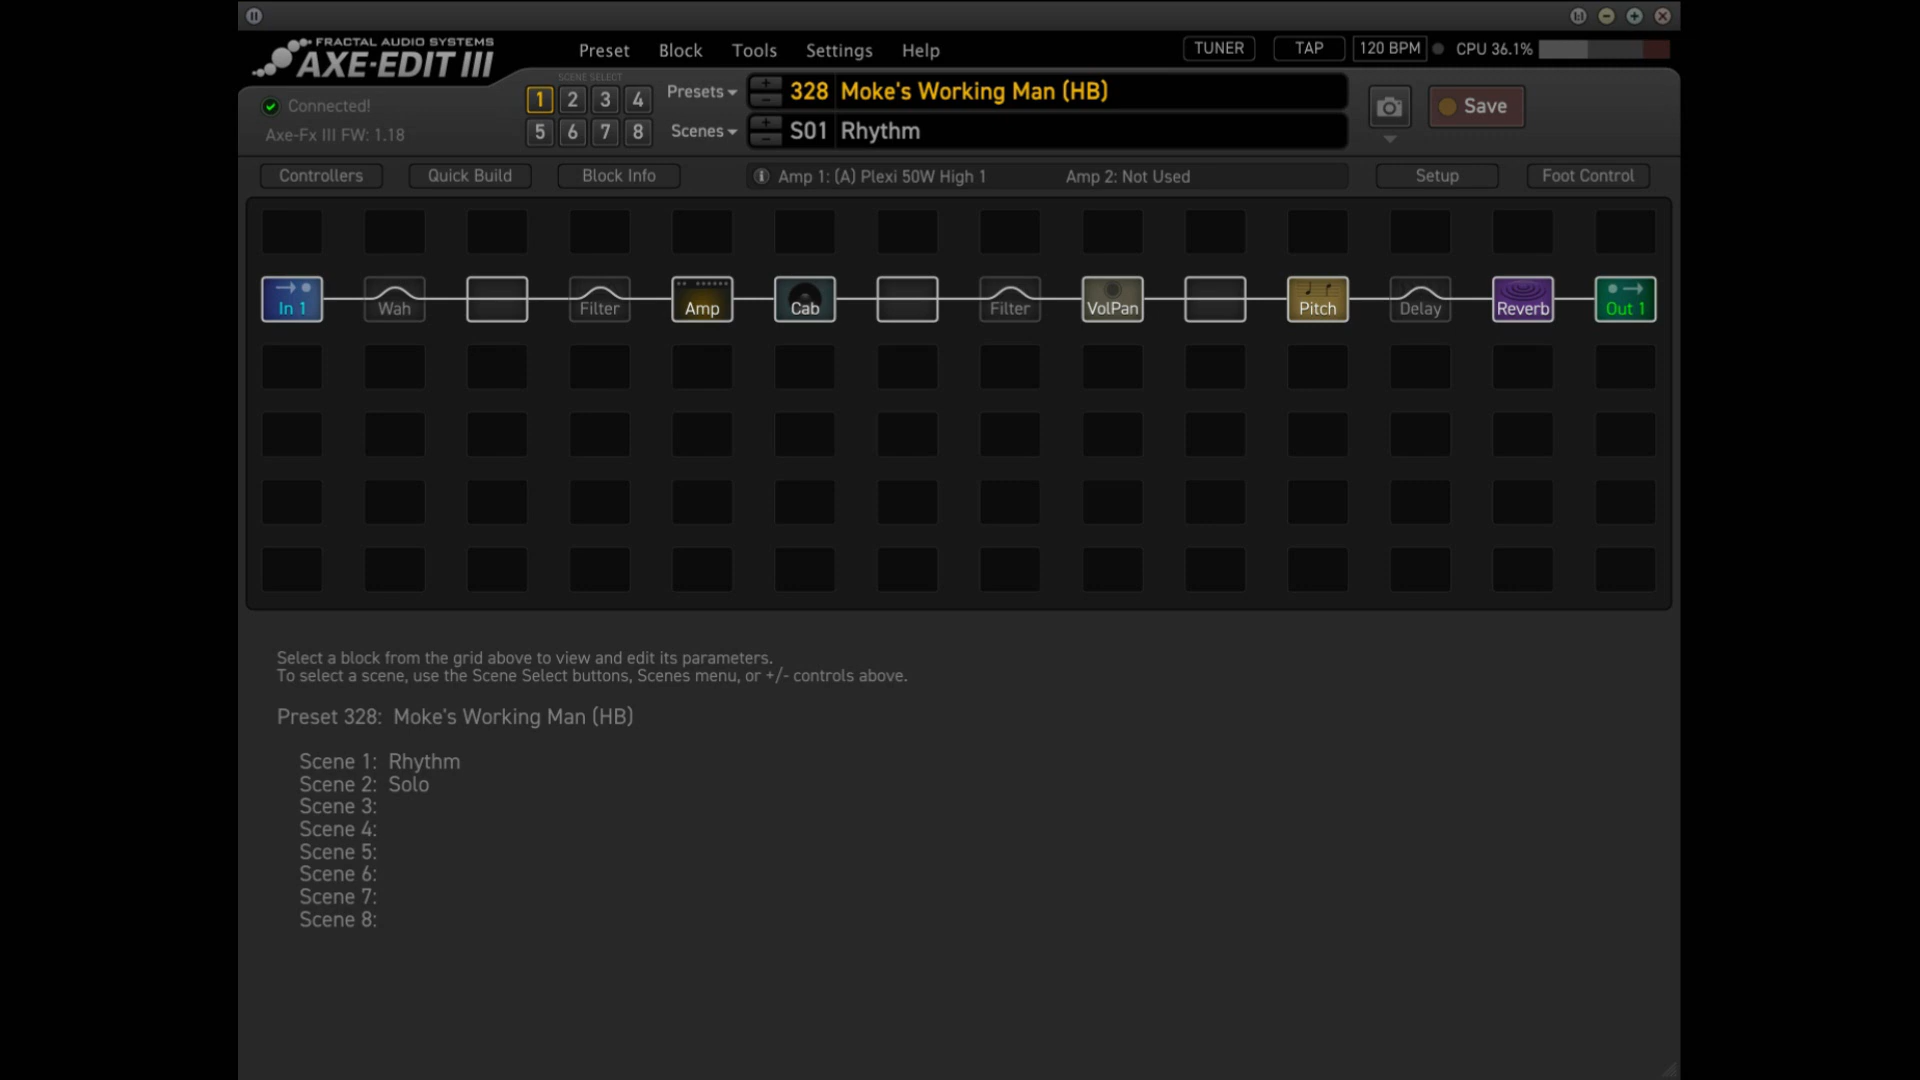 FRACTAL AUDIO SYSTEMS
AXE-EDIT III
Preset Block Tools Settings Help
TUNER TAP 120 BPM CPU 36.1%
SCENE SELECT
1 2 3 4
5 6 7 8
Connected!
Axe-Fx III FW: 1.18
Presets + - 328 Moke's Working Man (HB)
Scenes + - S01 Rhythm
Save
Controllers Quick Build Block Info
Amp 1: (A) Plexi 50W High 1 Amp 2: Not Used
Setup Foot Control
In 1 Wah Filter Amp Cab Filter VolPan Pitch Delay Reverb Out 1
Select a block from the grid above to view and edit its parameters.
To select a scene, use the Scene Select buttons, Scenes menu, or +/- controls above.
Preset 328: Moke's Working Man (HB)
Scene 1: Rhythm
Scene 2: Solo
Scene 3:
Scene 4:
Scene 5:
Scene 6:
Scene 7:
Scene 8: